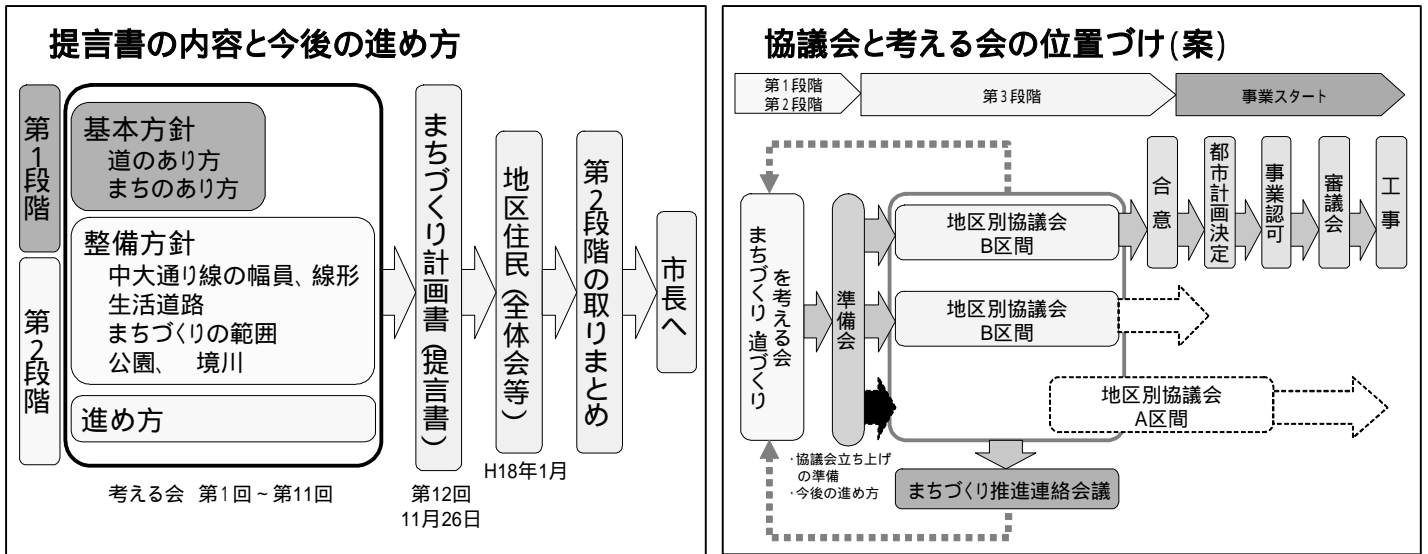 提言書の内容と今後の進め方
第1段階
第2段階
基本方針
道のあり方
まちのあり方
整備方針
中大通り線の幅員、線形
生活道路
まちづくりの範囲
公園、　境川
進め方
考える会　第1回～第11回
まちづくり計画書（提言書）
第12回
11月26日
地区住民（全体会等）
H18年1月
第2段階の取りまとめ
市長へ
協議会と考える会の位置づけ(案)
第1段階
第2段階
第3段階
事業スタート
まちづくり・道づくり
を考える会
準備会
・協議会立ち上げ
の準備
・今後の進め方
地区別協議会
B区間
地区別協議会
B区間
地区別協議会
A区間
まちづくり推進連絡会議
合意
都市計画決定
事業認可
審議会
工事